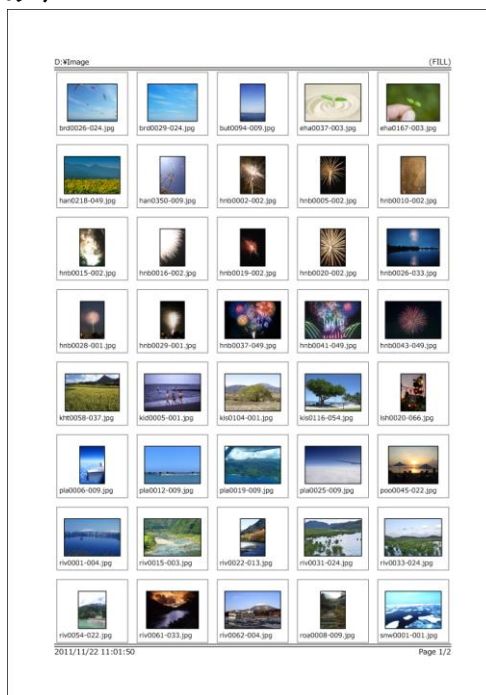 D:¥Image (FILL)
brd0026-024.jpg brd0029-024.jpg but0094-009.jpg eha0037-003.jpg eha0167-003.jpg
han0218-049.jpg han0350-009.jpg hnb0002-002.jpg hnb0005-002.jpg hnb0010-002.jpg
hnb0015-002.jpg hnb0016-002.jpg hnb0019-002.jpg hnb0020-002.jpg hnb0026-033.jpg
hnb0028-001.jpg hnb0029-001.jpg hnb0037-049.jpg hnb0041-049.jpg hnb0043-049.jpg
kht0058-037.jpg kid0005-001.jpg kis0104-001.jpg kis0116-054.jpg lsh0020-066.jpg
pla0006-009.jpg pla0012-009.jpg pla0019-009.jpg pla0025-009.jpg poo0045-022.jpg
riv0001-004.jpg riv0015-003.jpg riv0022-013.jpg riv0031-024.jpg riv0033-024.jpg
riv0054-022.jpg riv0061-033.jpg riv0062-004.jpg roa0008-009.jpg snw0001-001.jpg
2011/11/22 11:01:50 Page 1/2